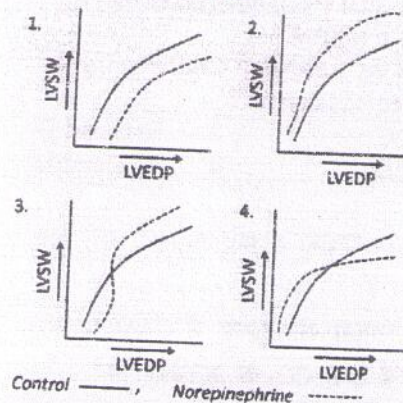 1.
2.
LVSW
LVSW
LVEDP
LVEDP
3.
4.
LVSW
LVSW
LVEDP
LVEDP
Control , Norepinephrine